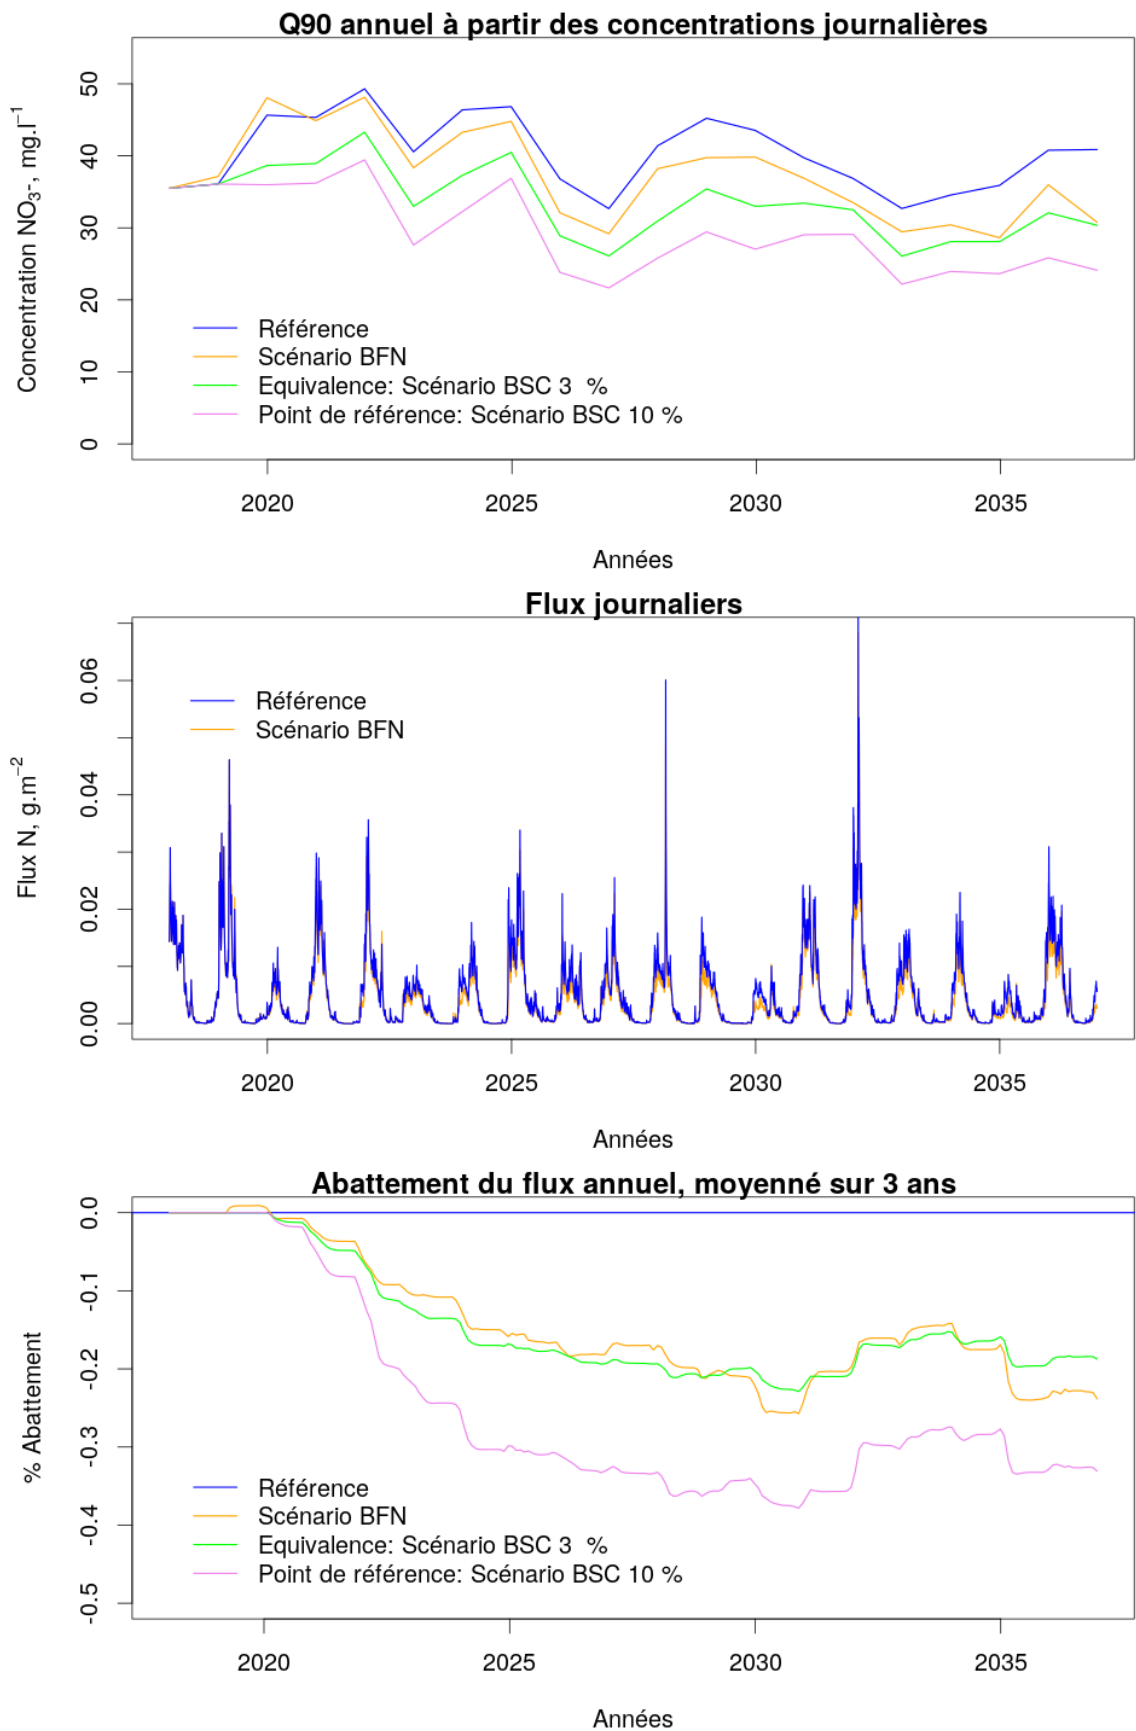 Q90 annuel à partir des concentrations journalières
Concentration NO₃-, mg.l⁻¹
50
40
30
20
10
0
Référence
Scénario BFN
Equivalence: Scénario BSC 3 %
Point de référence: Scénario BSC 10 %
2020 2025 2030 2035
Années
Flux journaliers
Flux N, g.m⁻²
0.06
0.04
0.02
0.00
Référence
Scénario BFN
2020 2025 2030 2035
Années
Abattement du flux annuel, moyenné sur 3 ans
% Abattement
0.0
-0.1
-0.2
-0.3
-0.4
-0.5
Référence
Scénario BFN
Equivalence: Scénario BSC 3 %
Point de référence: Scénario BSC 10 %
2020 2025 2030 2035
Années